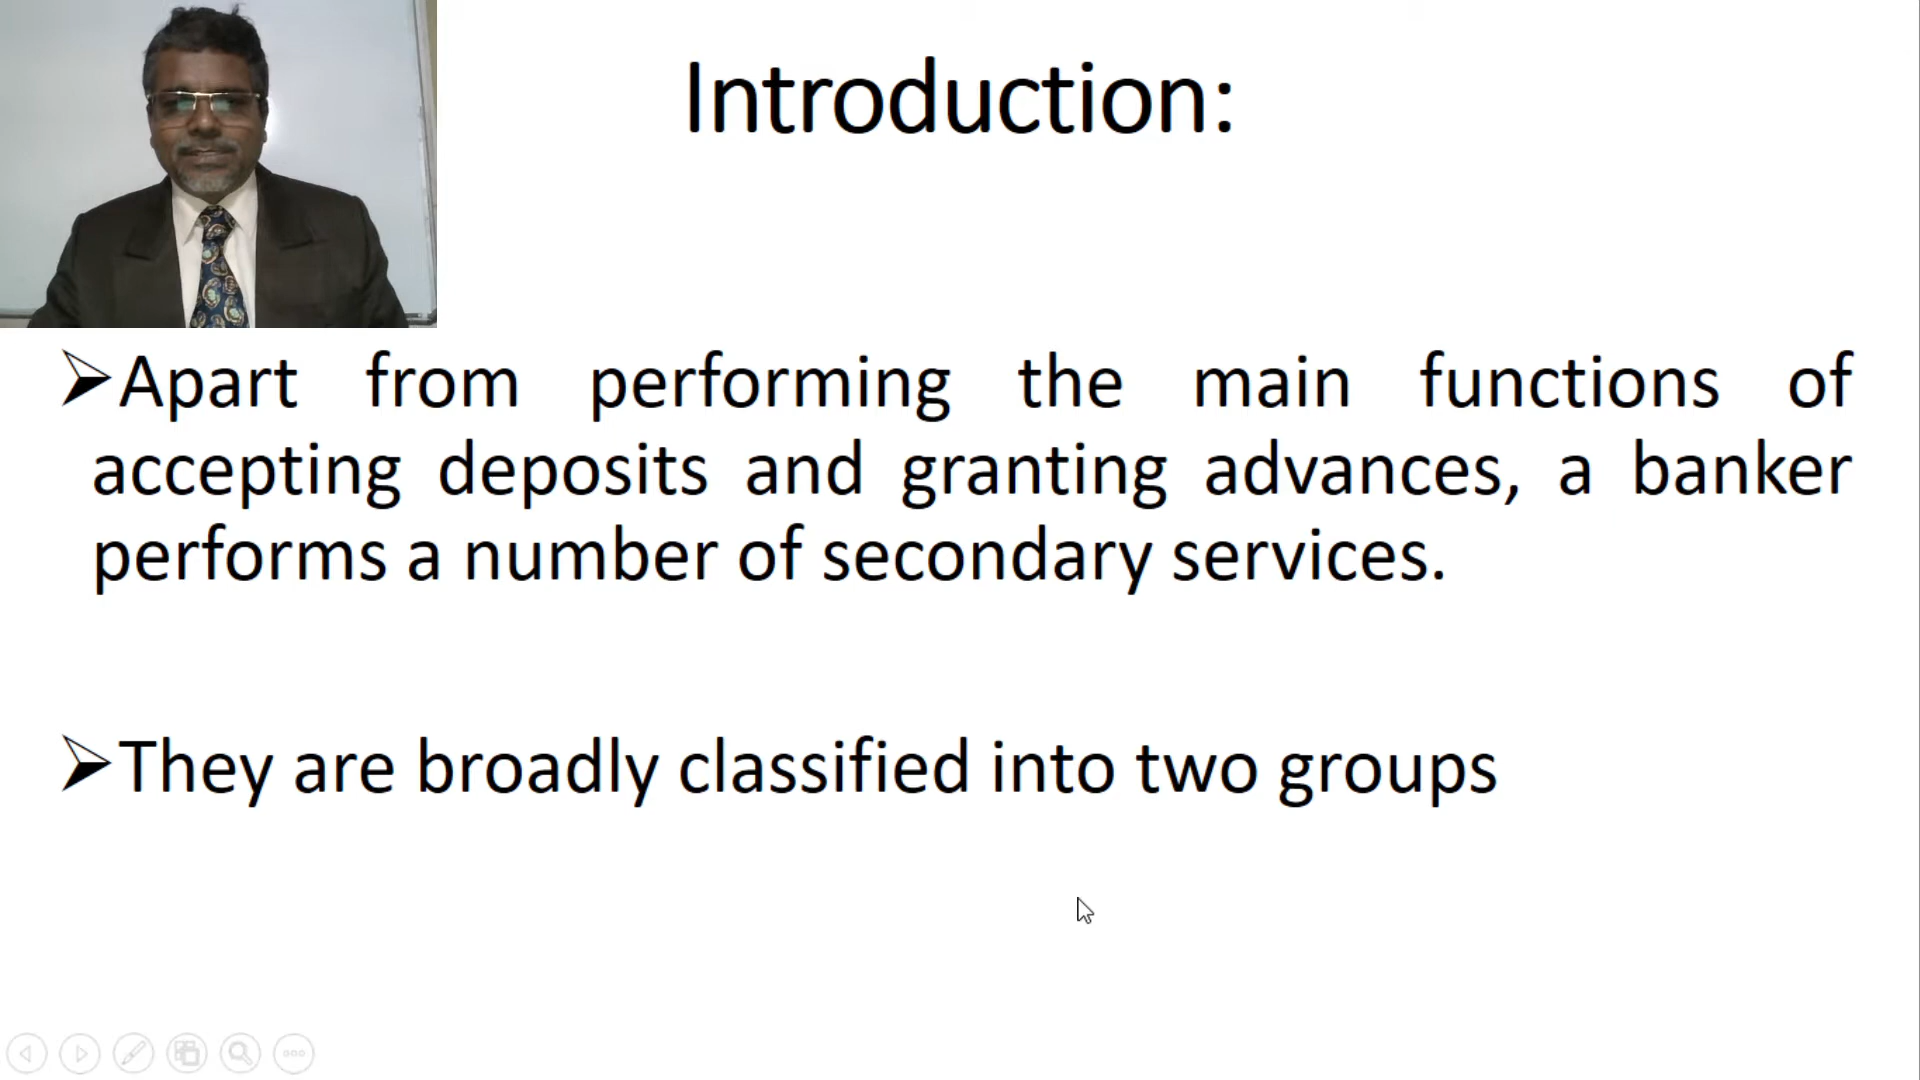 Introduction:
➢Apart from performing the main functions of
accepting deposits and granting advances, a banker
performs a number of secondary services.
➢They are broadly classified into two groups